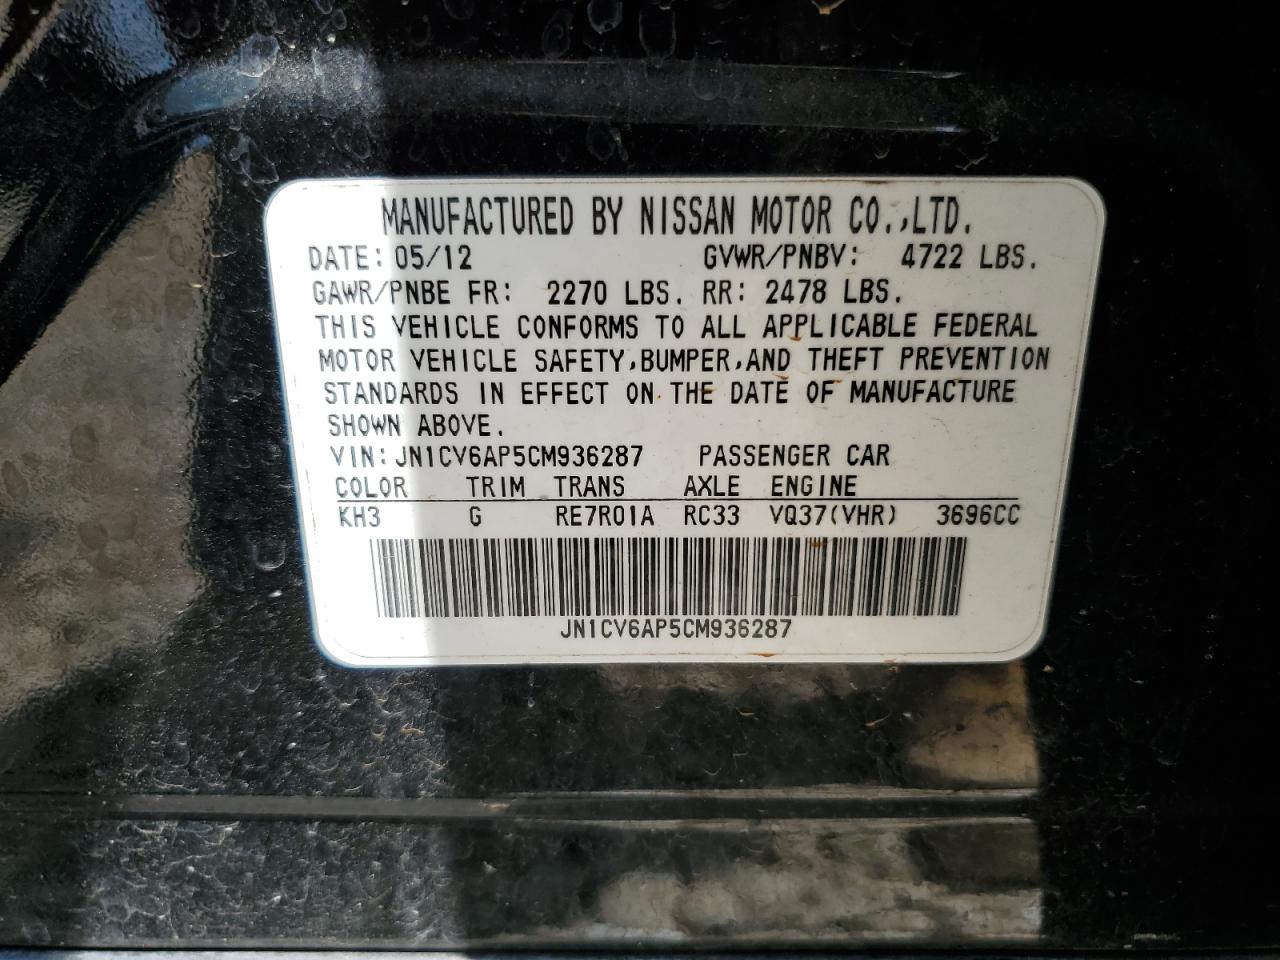 MANUFACTURED BY NISSAN MOTOR CO.,LTD.
DATE: 05/12 GVWR/PNBV: 4722 LBS.
GAWR/PNBE FR: 2270 LBS. RR: 2478 LBS.
THIS VEHICLE CONFORMS TO ALL APPLICABLE FEDERAL
MOTOR VEHICLE SAFETY,BUMPER,AND THEFT PREVENTION
STANDARDS IN EFFECT ON THE DATE OF MANUFACTURE
SHOWN ABOVE.
VIN: JN1CV6AP5CM936287 PASSENGER CAR
COLOR TRIM TRANS AXLE ENGINE
KH3 G RE7R01A RC33 VQ37(VHR) 3696CC
JN1CV6AP5CM936287